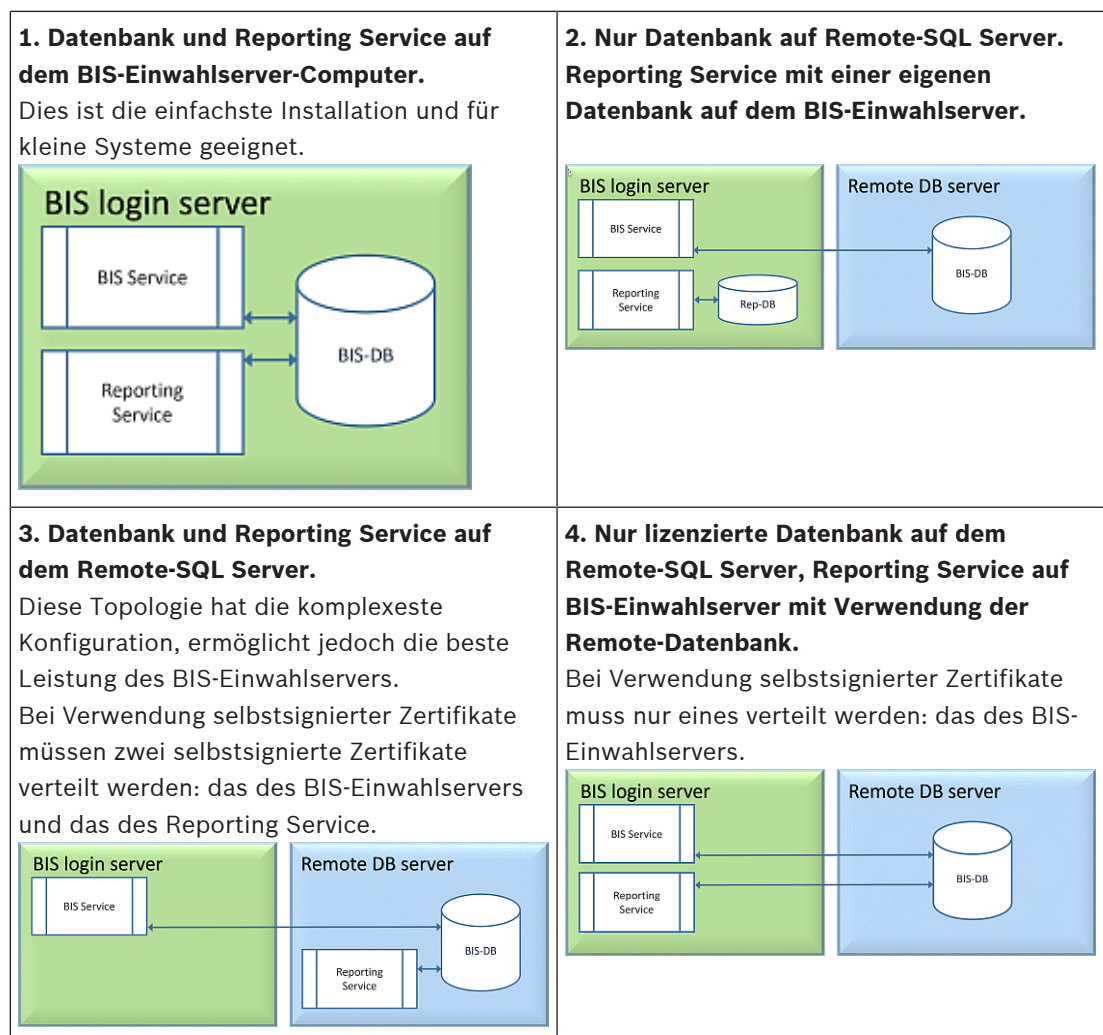 1. Datenbank und Reporting Service auf
dem BIS-Einwahlserver-Computer.
Dies ist die einfachste Installation und für
kleine Systeme geeignet.
BIS login server
BIS Service
Reporting
Service
BIS-DB
2. Nur Datenbank auf Remote-SQL Server.
Reporting Service mit einer eigenen
Datenbank auf dem BIS-Einwahlserver.
BIS login server
BIS Service
Reporting
Service
Rep-DB
Remote DB server
BIS-DB
3. Datenbank und Reporting Service auf
dem Remote-SQL Server.
Diese Topologie hat die komplexeste
Konfiguration, ermöglicht jedoch die beste
Leistung des BIS-Einwahlservers.
Bei Verwendung selbstsignierter Zertifikate
müssen zwei selbstsignierte Zertifikate
verteilt werden: das des BIS-Einwahlservers
und das des Reporting Service.
BIS login server
BIS Service
Remote DB server
BIS-DB
Reporting
Service
4. Nur lizenzierte Datenbank auf dem
Remote-SQL Server, Reporting Service auf
BIS-Einwahlserver mit Verwendung der
Remote-Datenbank.
Bei Verwendung selbstsignierter Zertifikate
muss nur eines verteilt werden: das des BIS-
Einwahlservers.
BIS login server
BIS Service
Reporting
Service
Remote DB server
BIS-DB